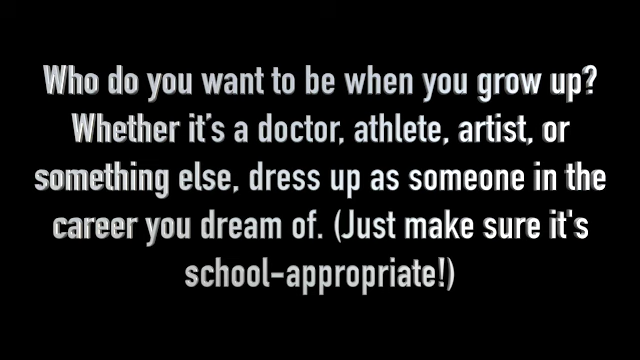 Who do you want to be when you grow up?
Whether it's a doctor, athlete, artist, or
something else, dress up as someone in the
career you dream of. (Just make sure it's
school-appropriate!)